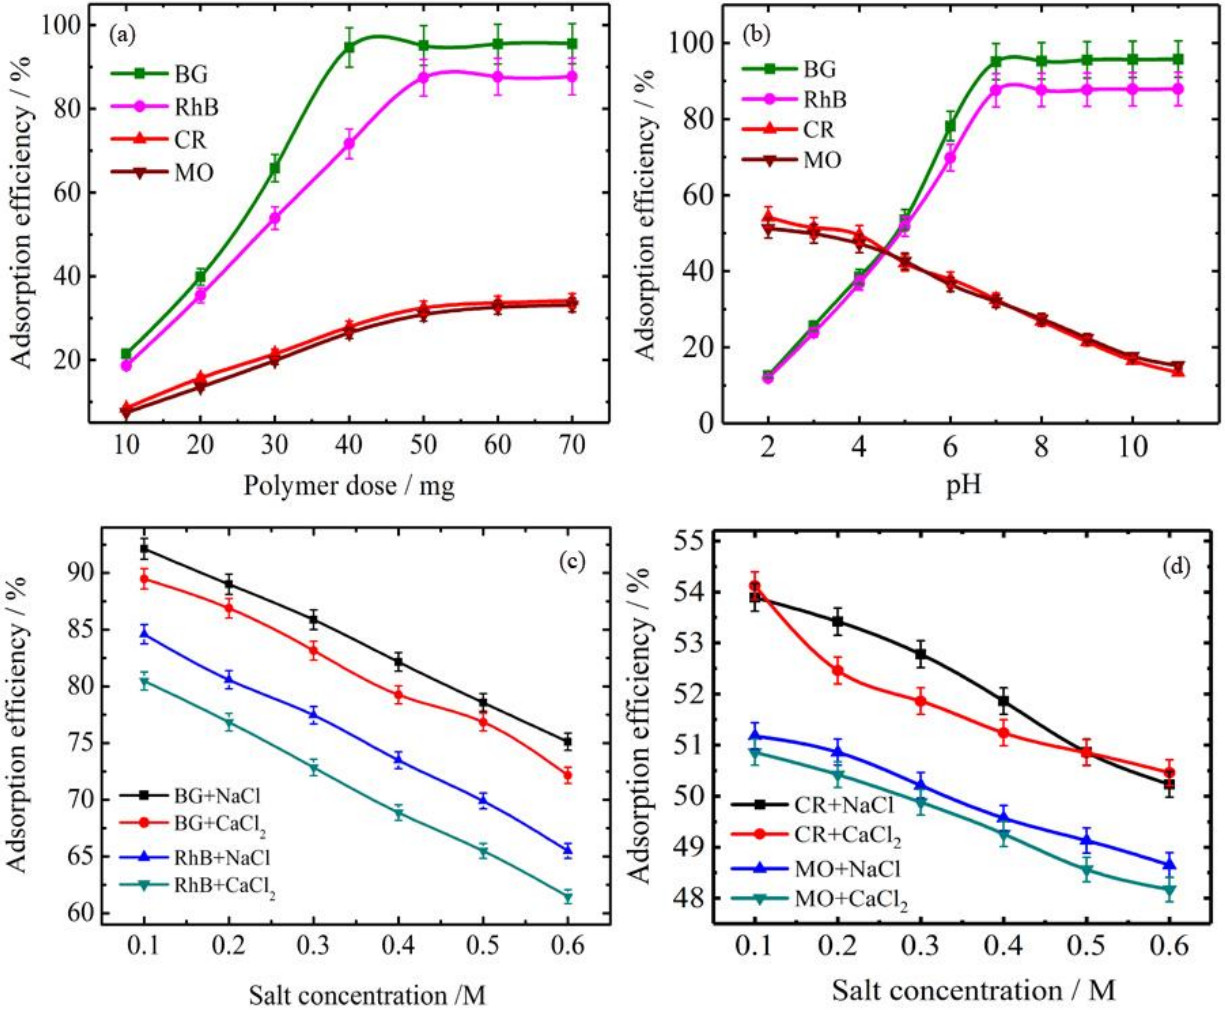 (a)
BG
RhB
CR
MO
Adsorption efficiency / %
100
80
60
40
20
10 20 30 40 50 60 70
Polymer dose / mg
(b)
BG
RhB
CR
MO
Adsorption efficiency / %
100
80
60
40
20
0
2 4 6 8 10
pH
(c)
Adsorption efficiency / %
90
85
80
75
70
65
60
BG+NaCl
BG+CaCl₂
RhB+NaCl
RhB+CaCl₂
0.1 0.2 0.3 0.4 0.5 0.6
Salt concentration /M
(d)
Adsorption efficiency / %
55
54
53
52
51
50
49
48
CR+NaCl
CR+CaCl₂
MO+NaCl
MO+CaCl₂
0.1 0.2 0.3 0.4 0.5 0.6
Salt concentration / M